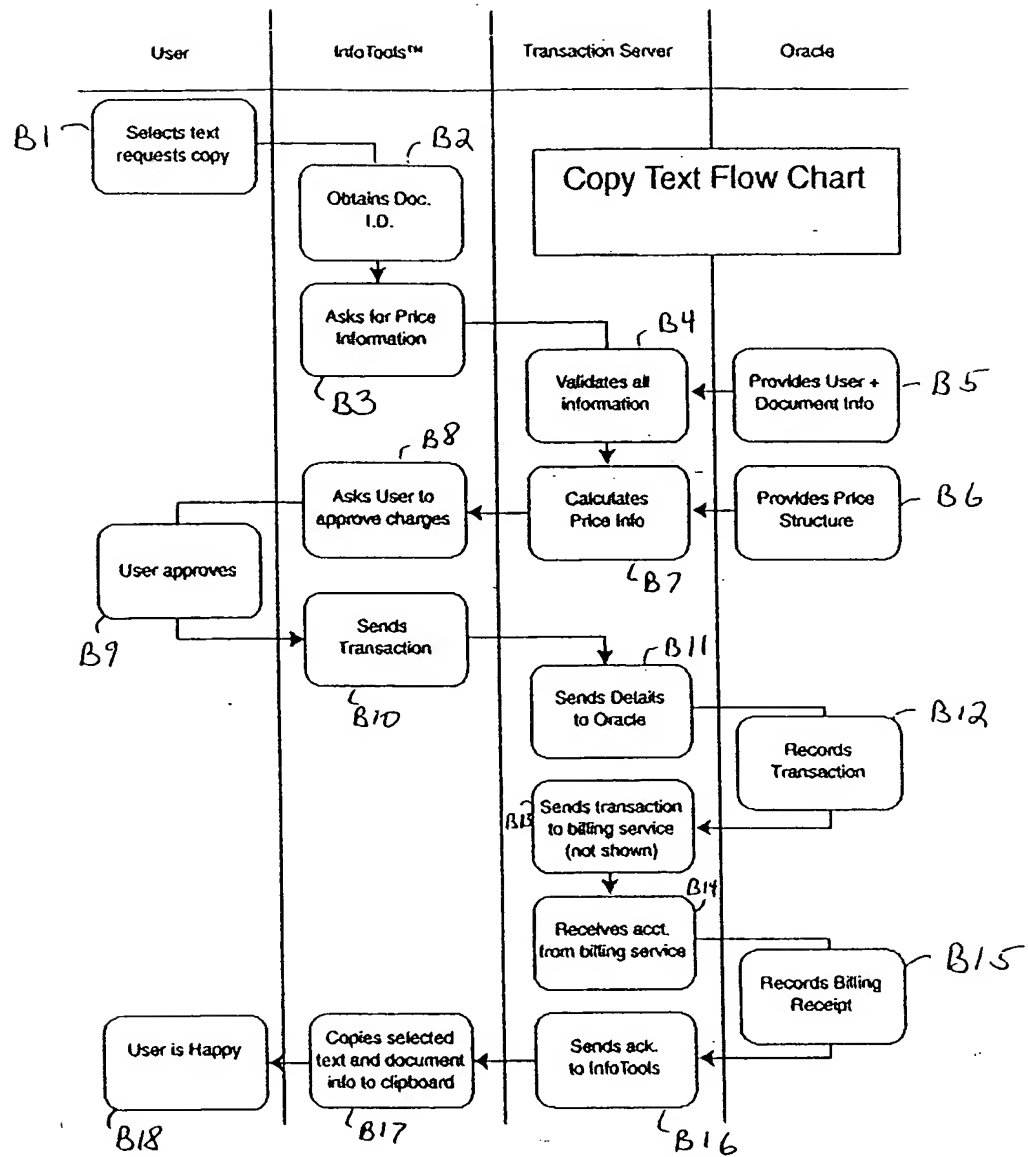 User
InfoTools™
Transaction Server
Oracle
B1
Selects text
requests copy
B2
Obtains Doc.
I.D.
Copy Text Flow Chart
Asks for Price
Information
B3
B4
Validates all
information
Provides User +
Document Info
B5
B8
Asks User to
approve charges
Calculates
Price Info
B7
Provides Price
Structure
B6
User approves
B9
Sends
Transaction
B10
B11
Sends Details
to Oracle
B12
Records
Transaction
B13
Sends transaction
to billing service
(not shown)
B14
Receives acct.
from billing service
B15
Records Billing
Receipt
User is Happy
B18
Copies selected
text and document
info to clipboard
B17
Sends ack.
to InfoTools
B16